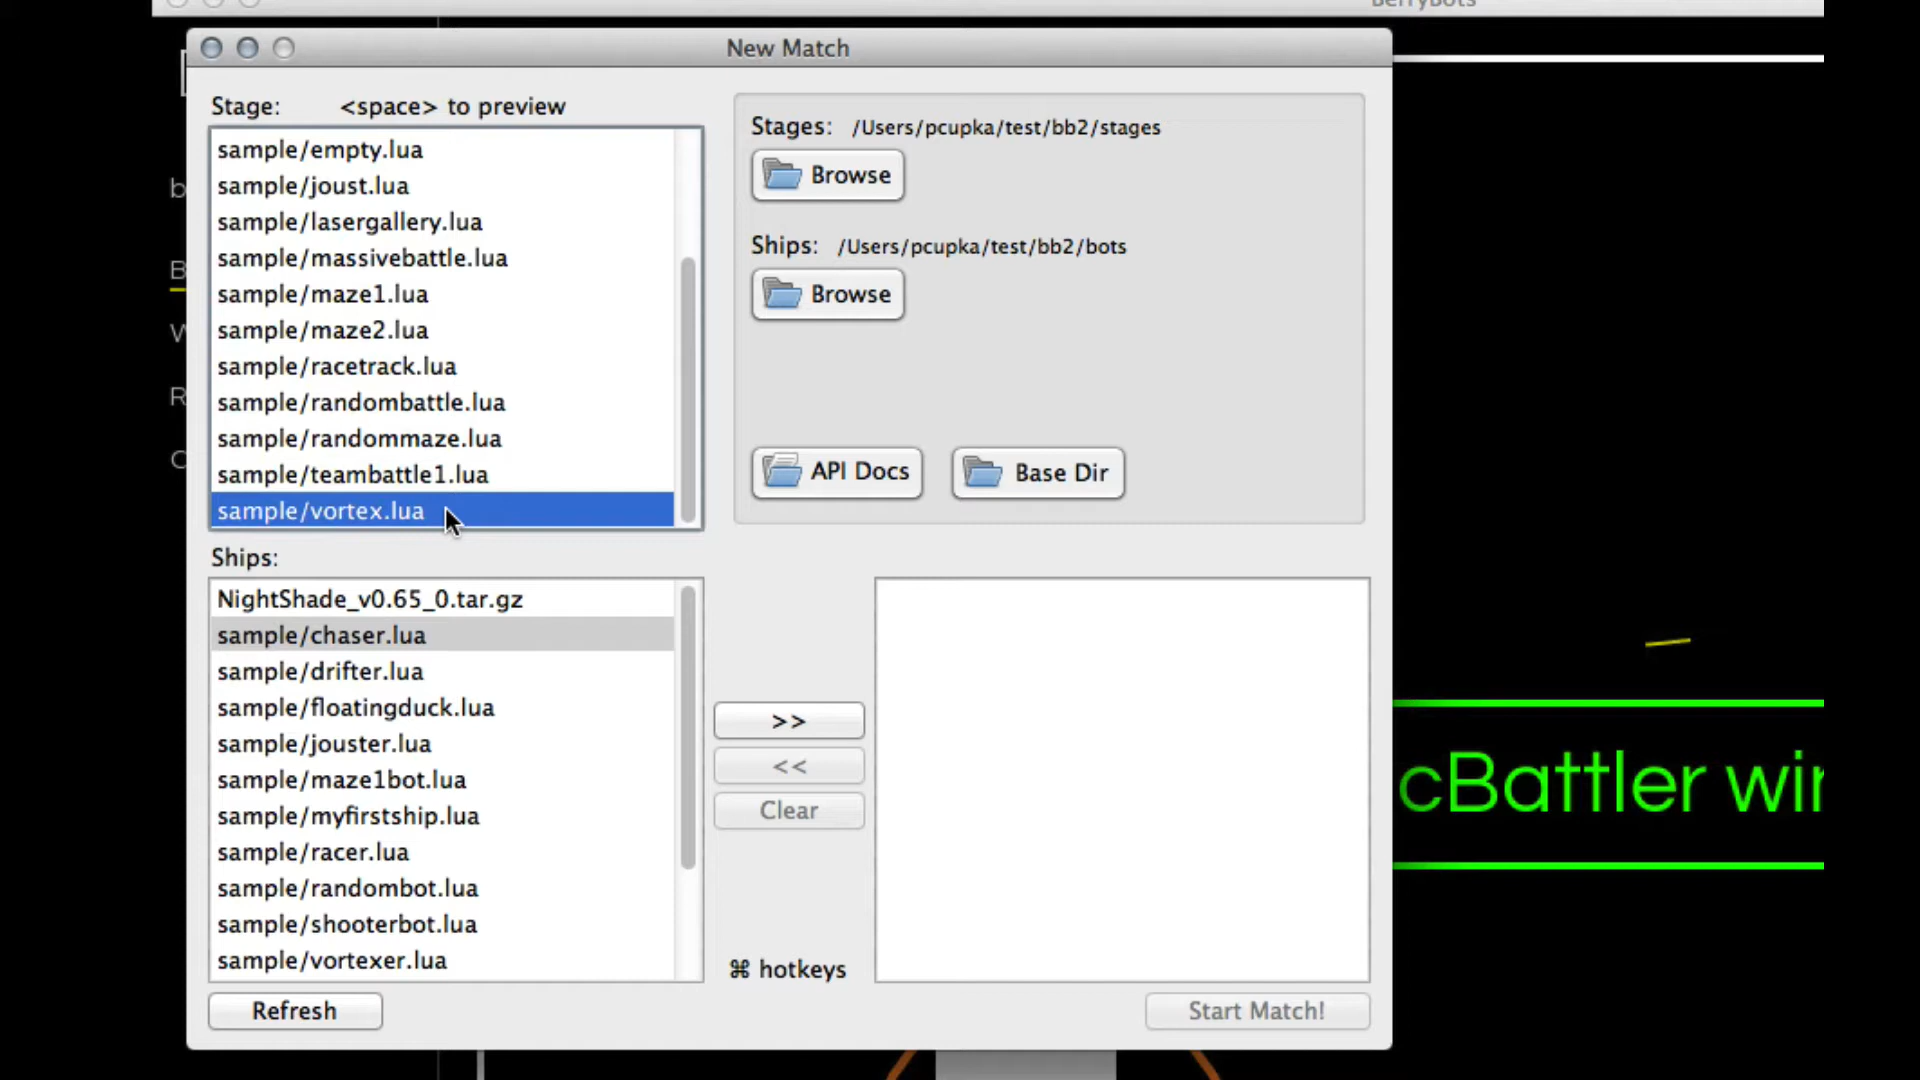 New Match
Stage: <space> to preview
sample/empty.lua
sample/joust.lua
sample/lasergallery.lua
sample/massivebattle.lua
sample/maze1.lua
sample/maze2.lua
sample/racetrack.lua
sample/randombattle.lua
sample/randommaze.lua
sample/teambattle1.lua
sample/vortex.lua
Stages: /Users/pcupka/test/bb2/stages
Browse
Ships: /Users/pcupka/test/bb2/bots
Browse
API Docs
Base Dir
Ships:
NightShade_v0.65_0.tar.gz
sample/chaser.lua
sample/drifter.lua
sample/floatingduck.lua
sample/jouster.lua
sample/maze1bot.lua
sample/myfirstship.lua
sample/racer.lua
sample/randombot.lua
sample/shooterbot.lua
sample/vortexer.lua
>>
<<
Clear
⌘ hotkeys
Refresh
Start Match!
cBattler win